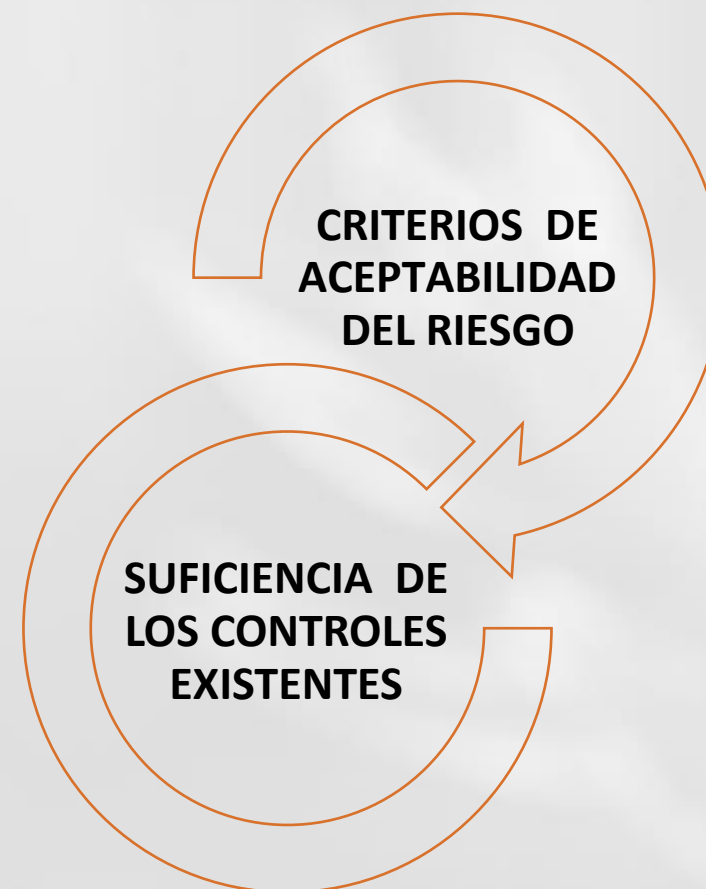 CRITERIOS DE
ACEPTABILIDAD
DEL RIESGO
SUFICIENCIA DE
LOS CONTROLES
EXISTENTES